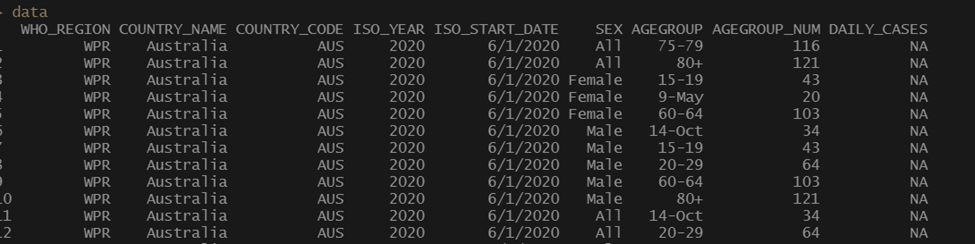 > data
WHO_REGION COUNTRY_NAME COUNTRY_CODE ISO_YEAR ISO_START_DATE SEX AGEGROUP AGEGROUP_NUM DAILY_CASES
1 WPR Australia AUS 2020 6/1/2020 All 75-79 116 NA
2 WPR Australia AUS 2020 6/1/2020 All 80+ 121 NA
3 WPR Australia AUS 2020 6/1/2020 Female 15-19 43 NA
4 WPR Australia AUS 2020 6/1/2020 Female 9-May 20 NA
5 WPR Australia AUS 2020 6/1/2020 Female 60-64 103 NA
6 WPR Australia AUS 2020 6/1/2020 Male 14-Oct 34 NA
7 WPR Australia AUS 2020 6/1/2020 Male 15-19 43 NA
8 WPR Australia AUS 2020 6/1/2020 Male 20-29 64 NA
9 WPR Australia AUS 2020 6/1/2020 Male 60-64 103 NA
10 WPR Australia AUS 2020 6/1/2020 Male 80+ 121 NA
11 WPR Australia AUS 2020 6/1/2020 All 14-Oct 34 NA
12 WPR Australia AUS 2020 6/1/2020 All 20-29 64 NA